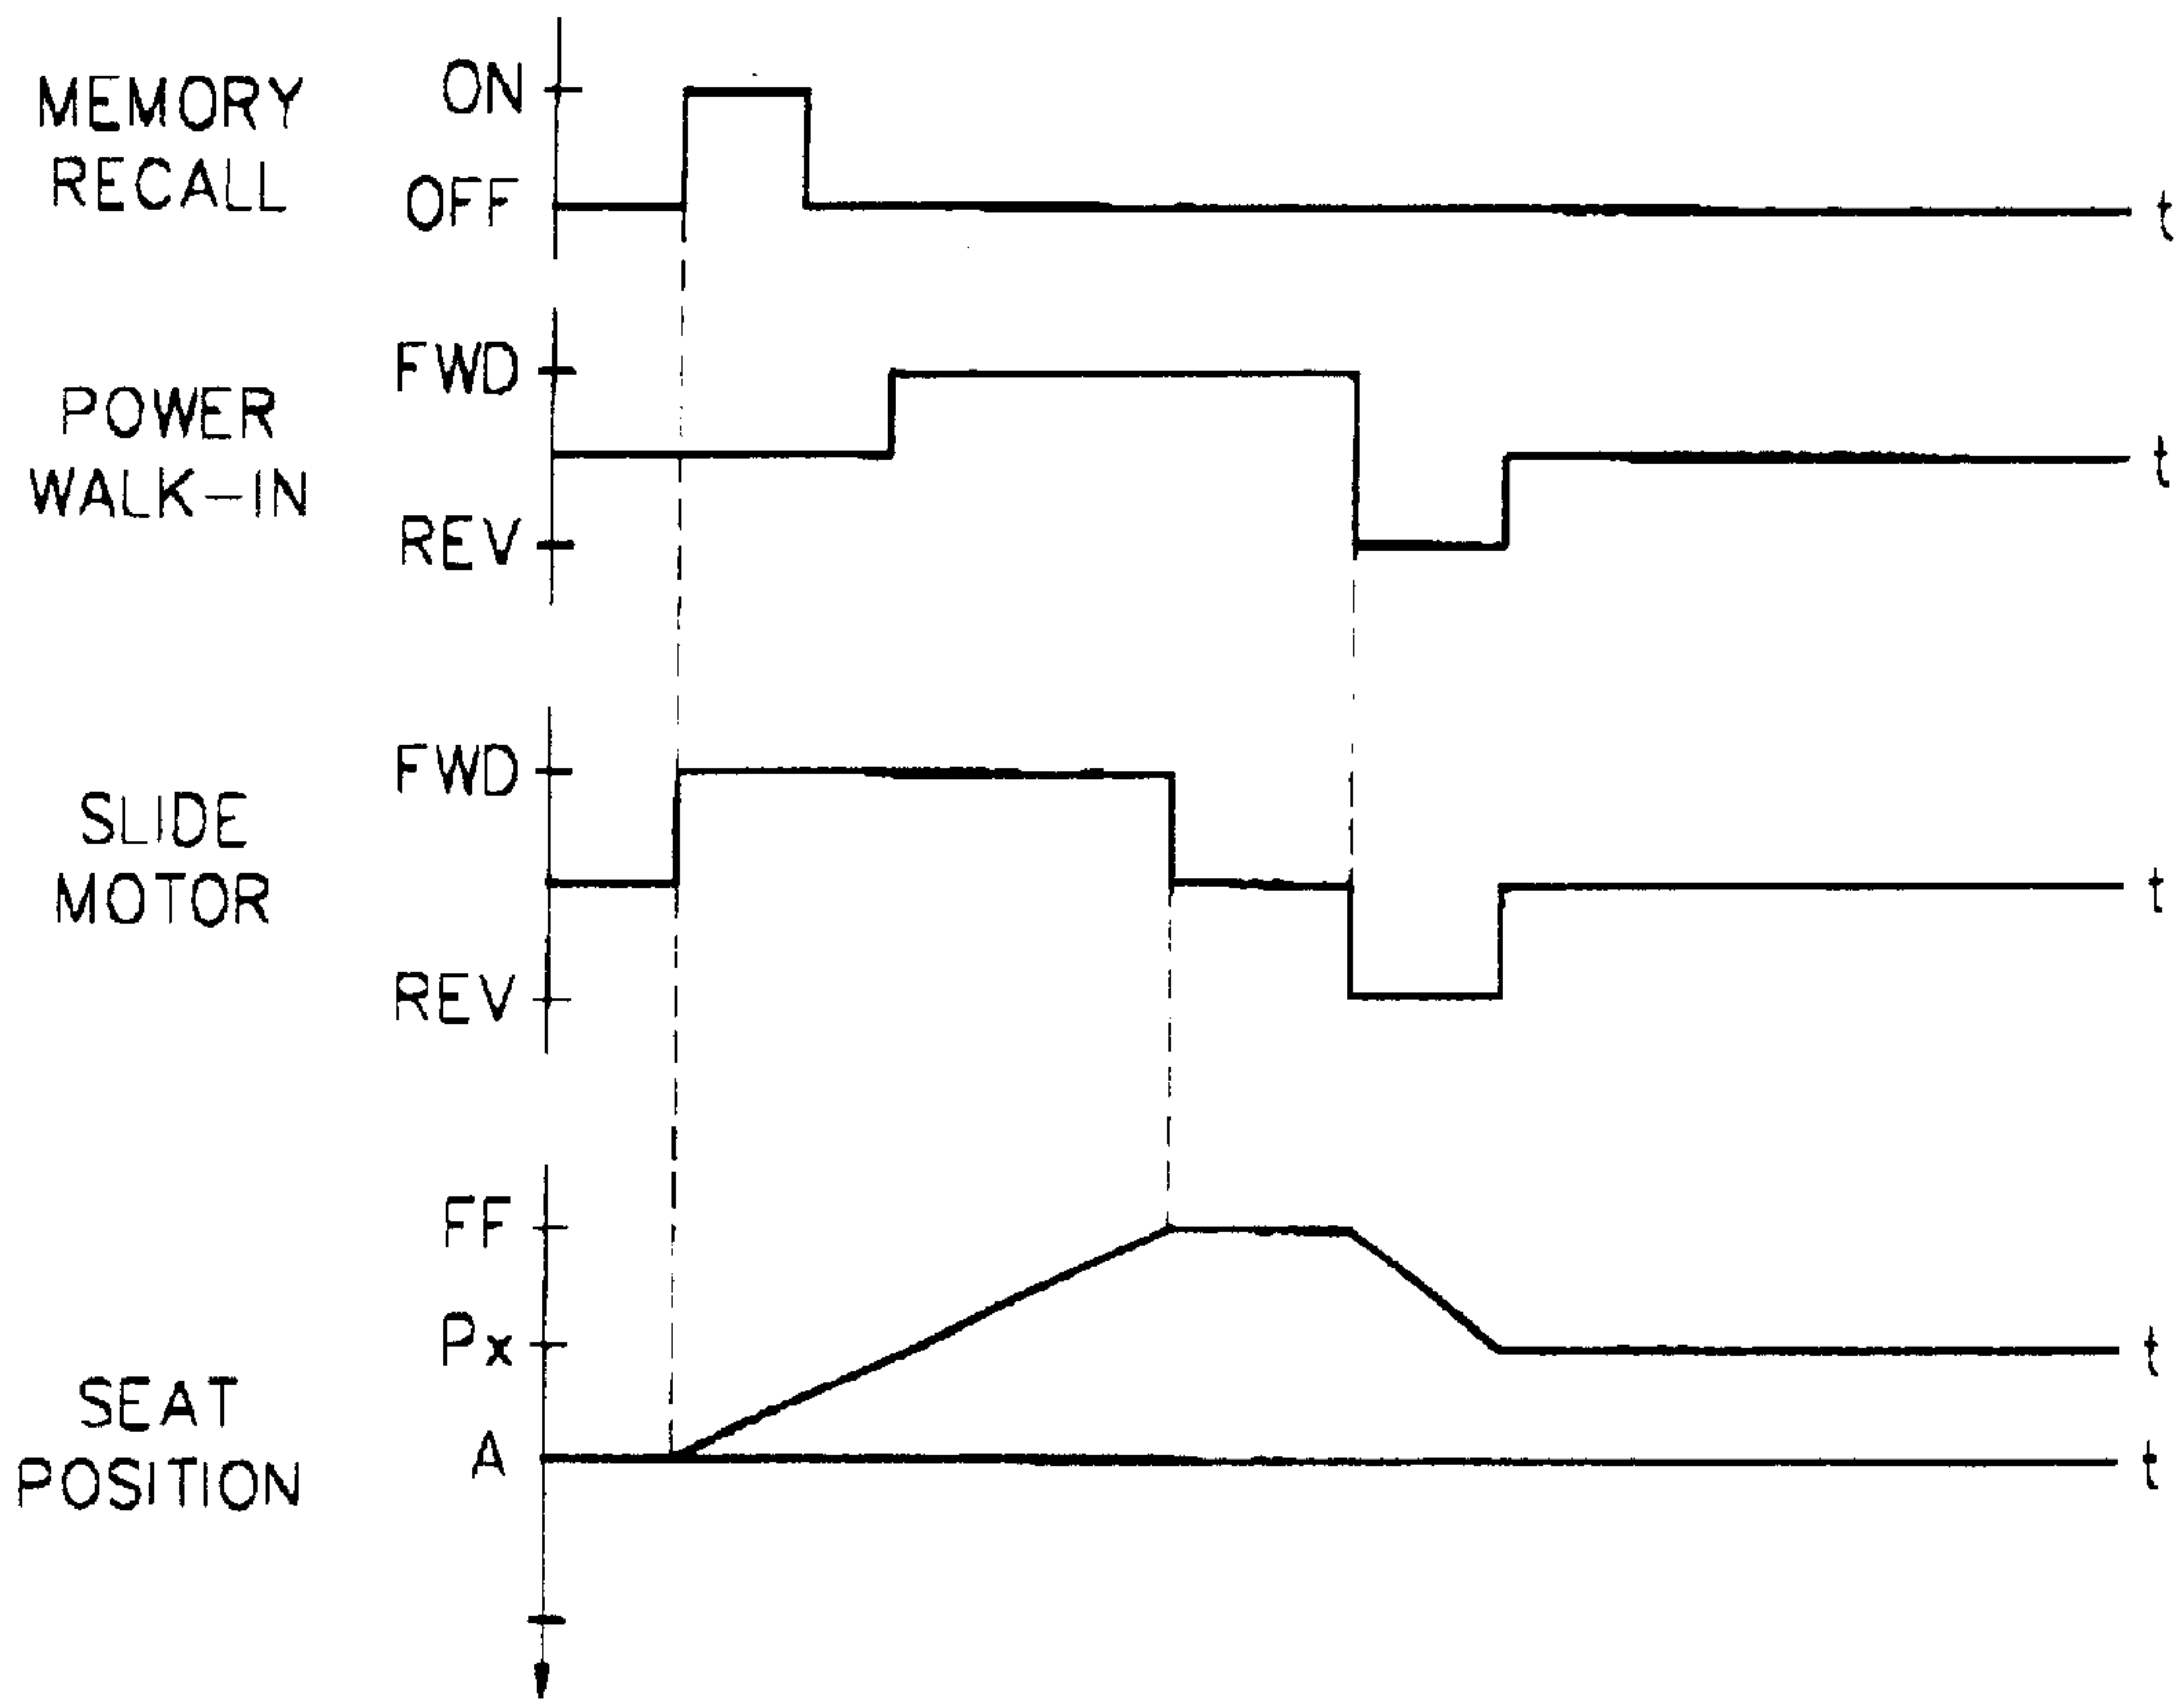 MEMORY
RECALL
ON
OFF
t
POWER
WALK-IN
FWD
REV
t
SLIDE
MOTOR
FWD
REV
t
SEAT
POSITION
FF
Px
A
t
t